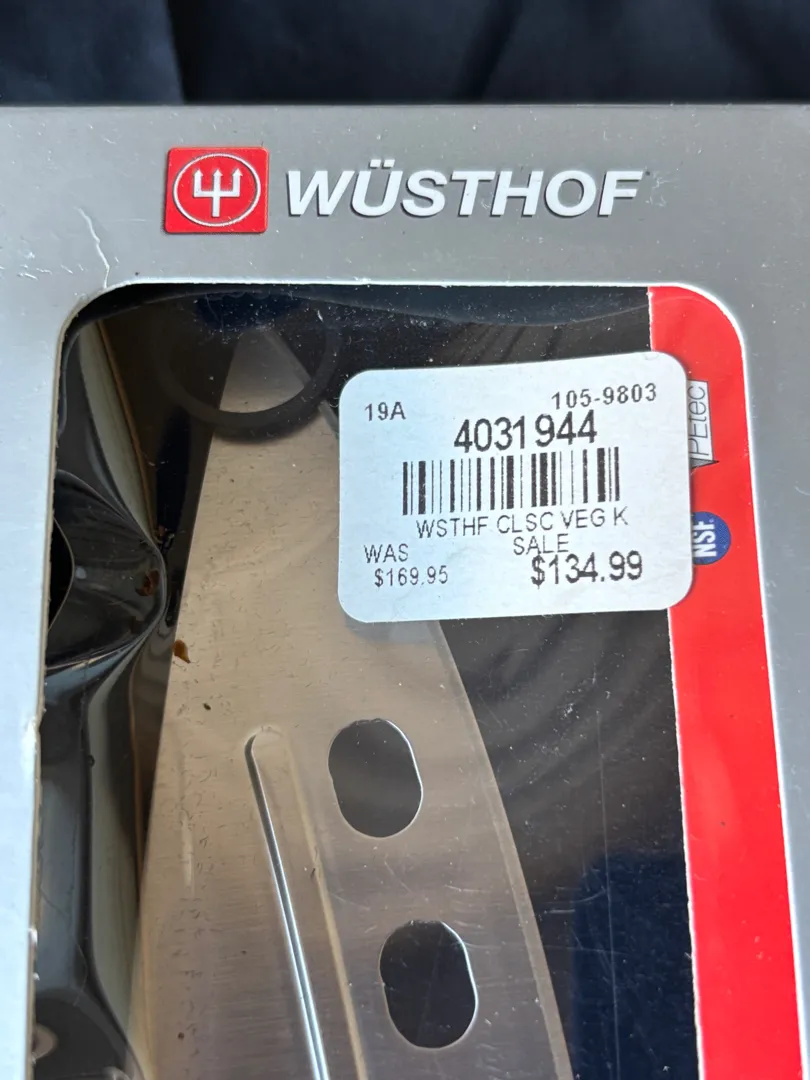 WÜSTHOF
19A 105-9803
4031944
WSTHF CLSC VEG K
WAS SALE
$169.95 $134.99
PEtec
NSF.